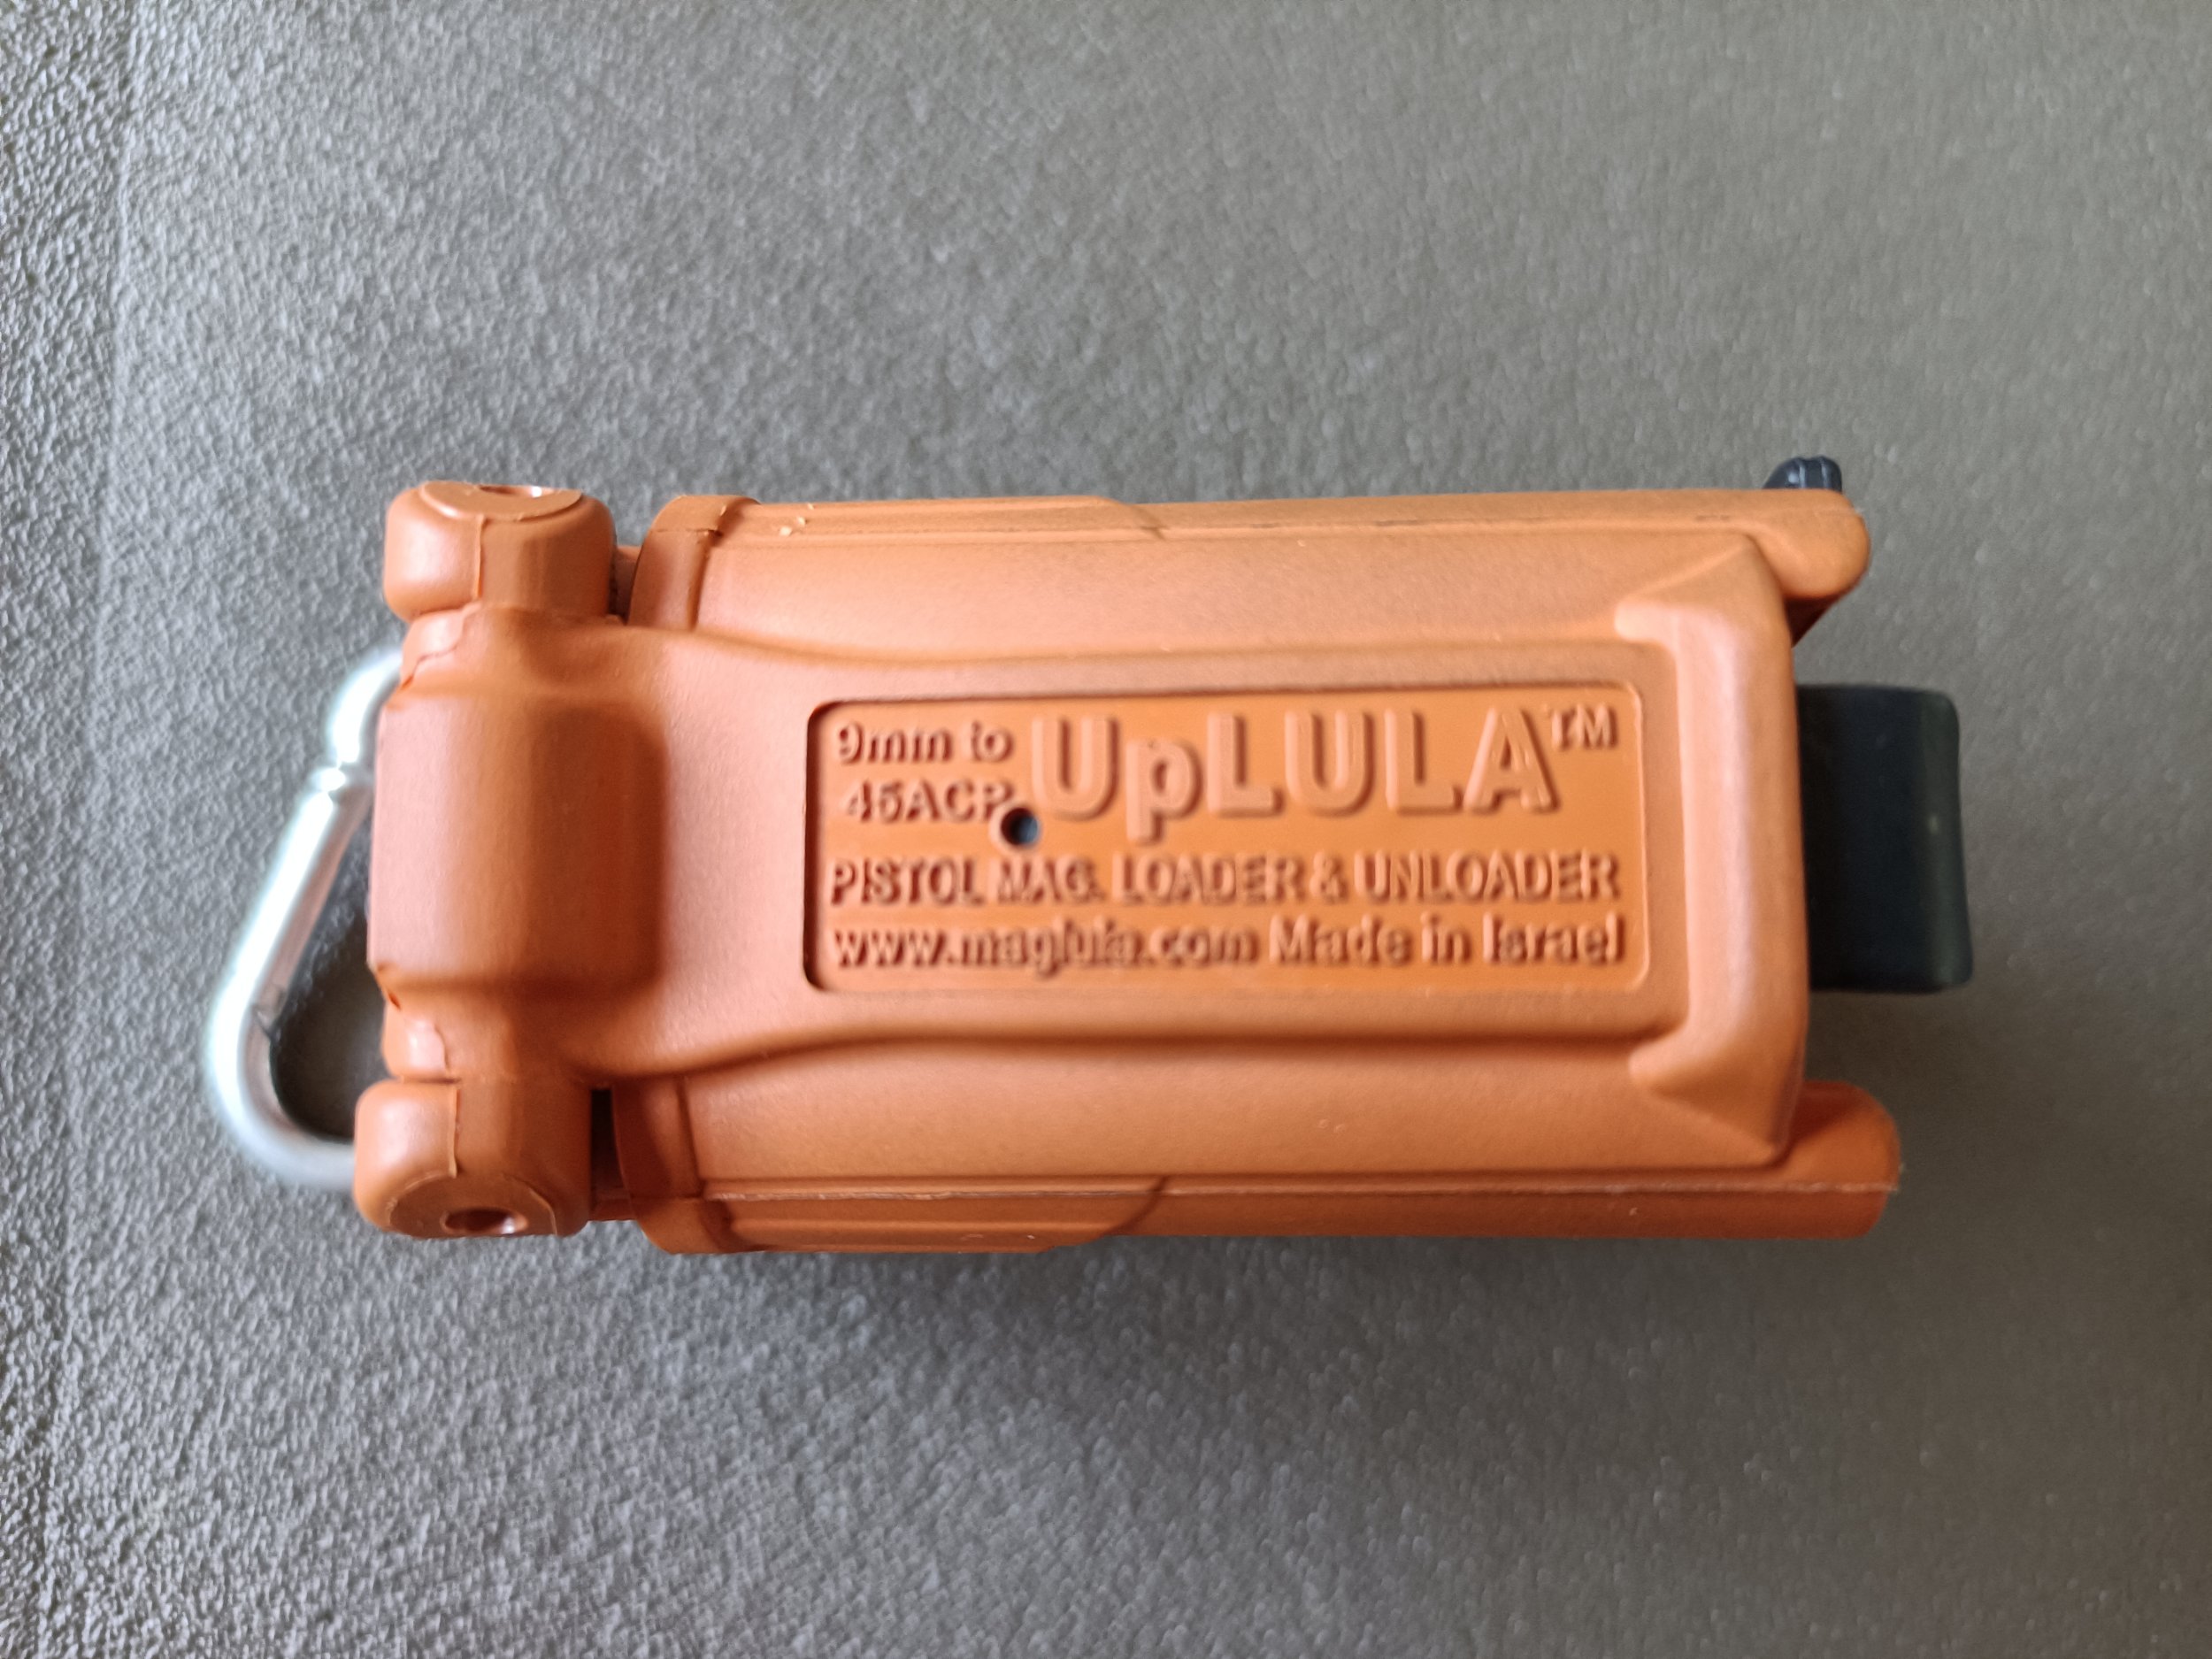 9mm to
45ACP
UpLULA™
PISTOL MAG. LOADER & UNLOADER
www.maglula.com Made in Israel